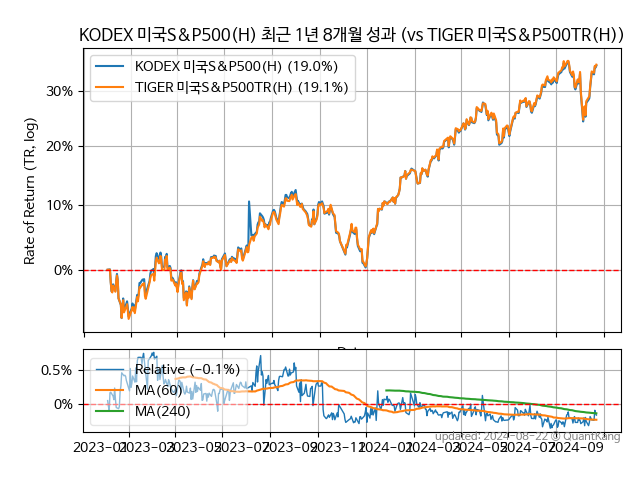 KODEX 미국S&P500(H) 최근 1년 8개월 성과 (vs TIGER 미국S&P500TR(H))
KODEX 미국S&P500(H) (19.0%)
TIGER 미국S&P500TR(H) (19.1%)
Rate of Return (TR, log)
30%
20%
10%
0%
0.5%
0%
Relative (−0.1%)
MA(60)
MA(240)
2023−01 2023−03 2023−05 2023−07 2023−09 2023−11 2024−01 2024−03 2024−05 2024−07 2024−09
updated: 2024−08−22 @ QuantKang